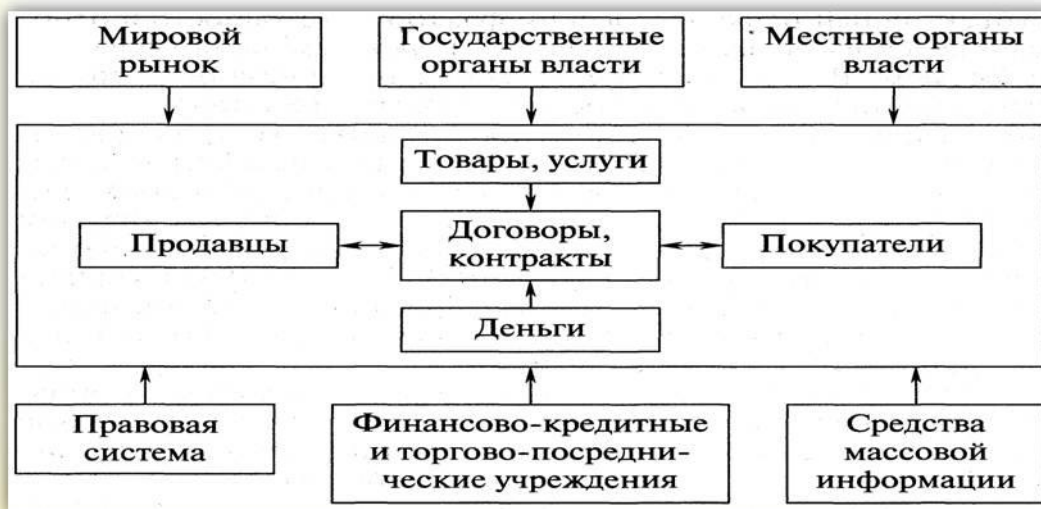 Мировой
рынок
Государственные
органы власти
Местные органы
власти
Товары, услуги
Продавцы
Договоры,
контракты
Покупатели
Деньги
Правовая
система
Финансово-кредитные
и торгово-посредни-
ческие учреждения
Средства
массовой
информации